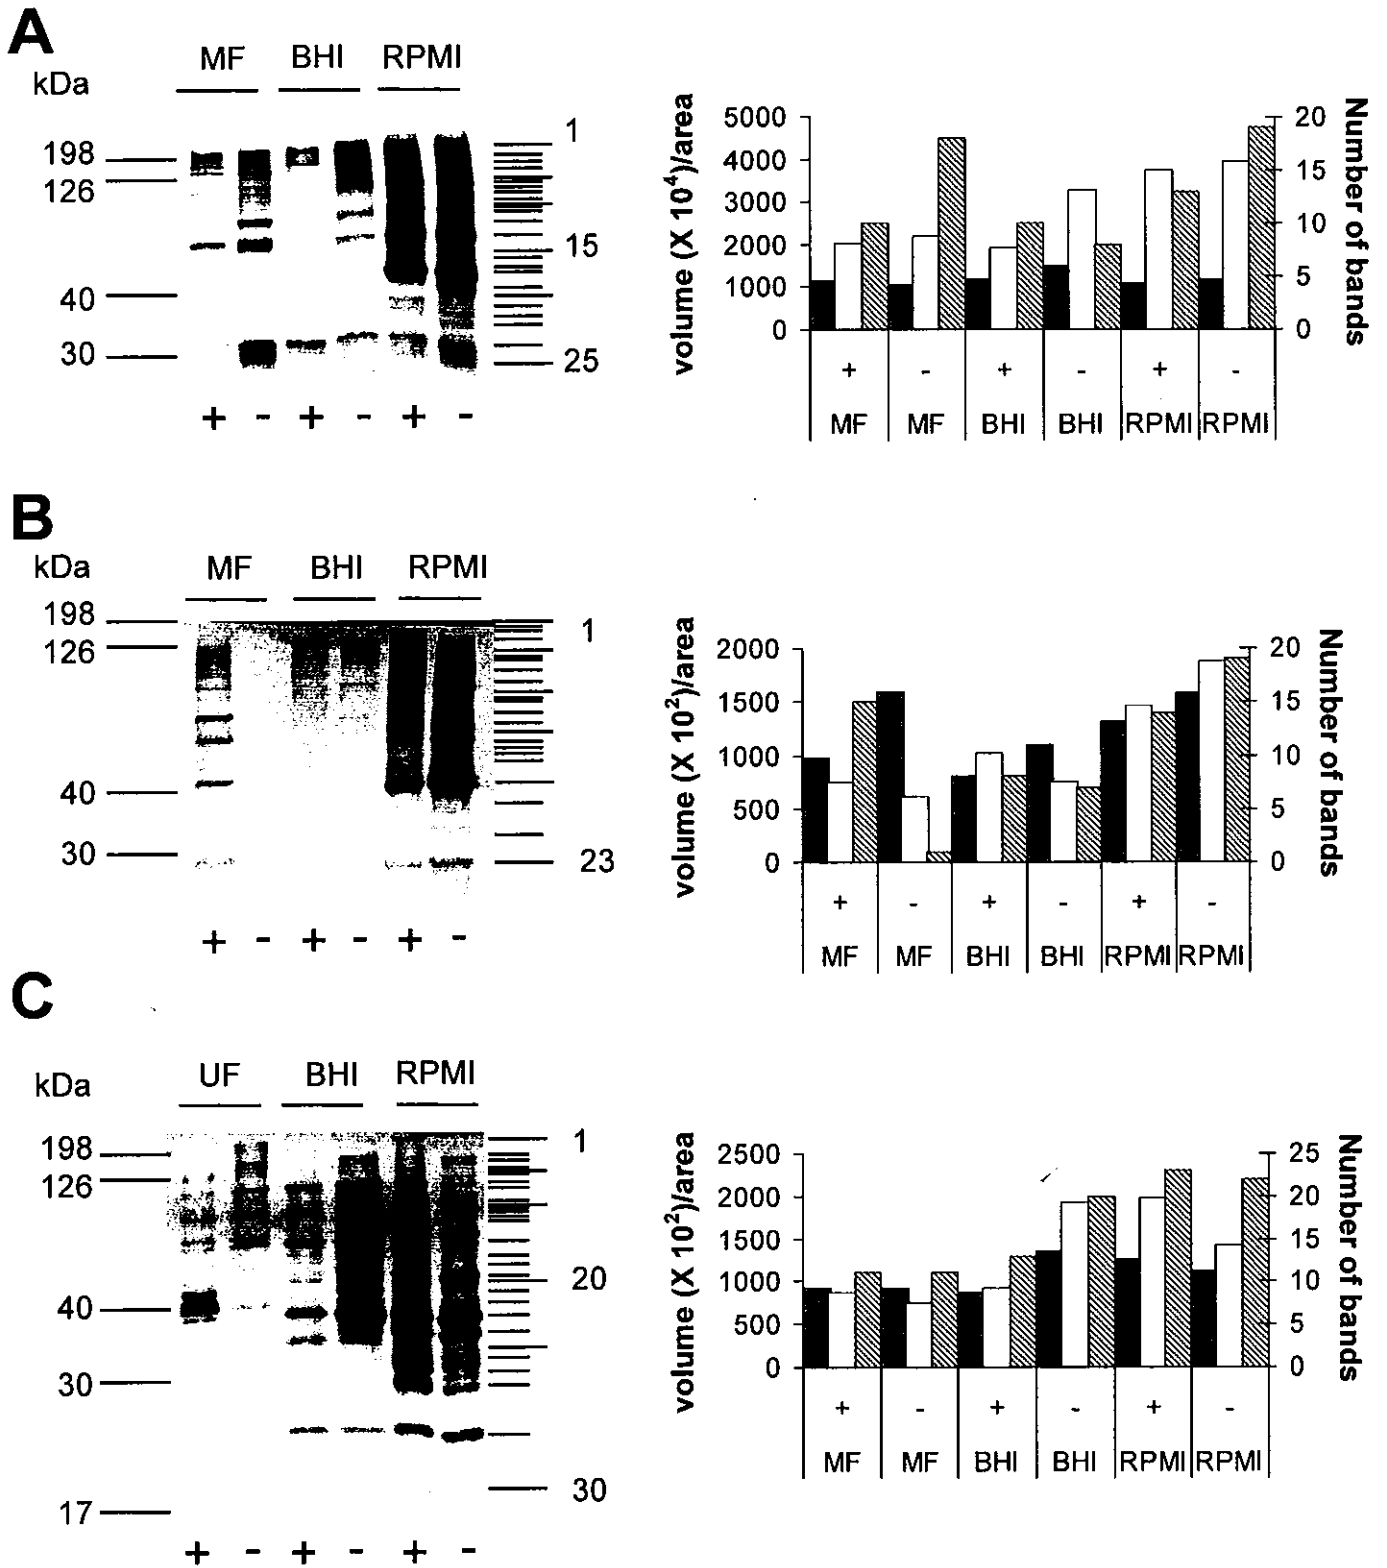 A
MF BHI RPMI
kDa
198
126
40
30
1
15
25
+ - + - + -
volume (X 10⁴)/area
5000
4000
3000
2000
1000
0
20
15
10
5
0
Number of bands
+ - + - + -
MF MF BHI BHI RPMI RPMI
B
MF BHI RPMI
kDa
198
126
40
30
1
23
+ - + - + -
volume (X 10²)/area
2000
1500
1000
500
0
20
15
10
5
0
Number of bands
+ - + - + -
MF MF BHI BHI RPMI RPMI
C
UF BHI RPMI
kDa
198
126
40
30
17
1
20
30
+ - + - + -
volume (X 10²)/area
2500
2000
1500
1000
500
0
25
20
15
10
5
0
Number of bands
+ - + - + -
MF MF BHI BHI RPMI RPMI